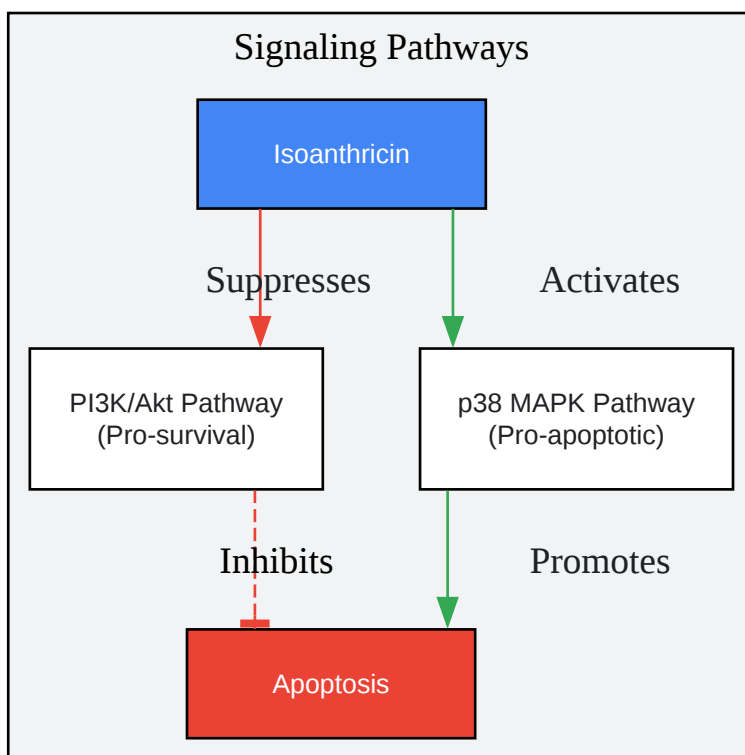 Signaling Pathways
Isoanthricin
Suppresses
Activates
PI3K/Akt Pathway
(Pro-survival)
p38 MAPK Pathway
(Pro-apoptotic)
Inhibits
Promotes
Apoptosis